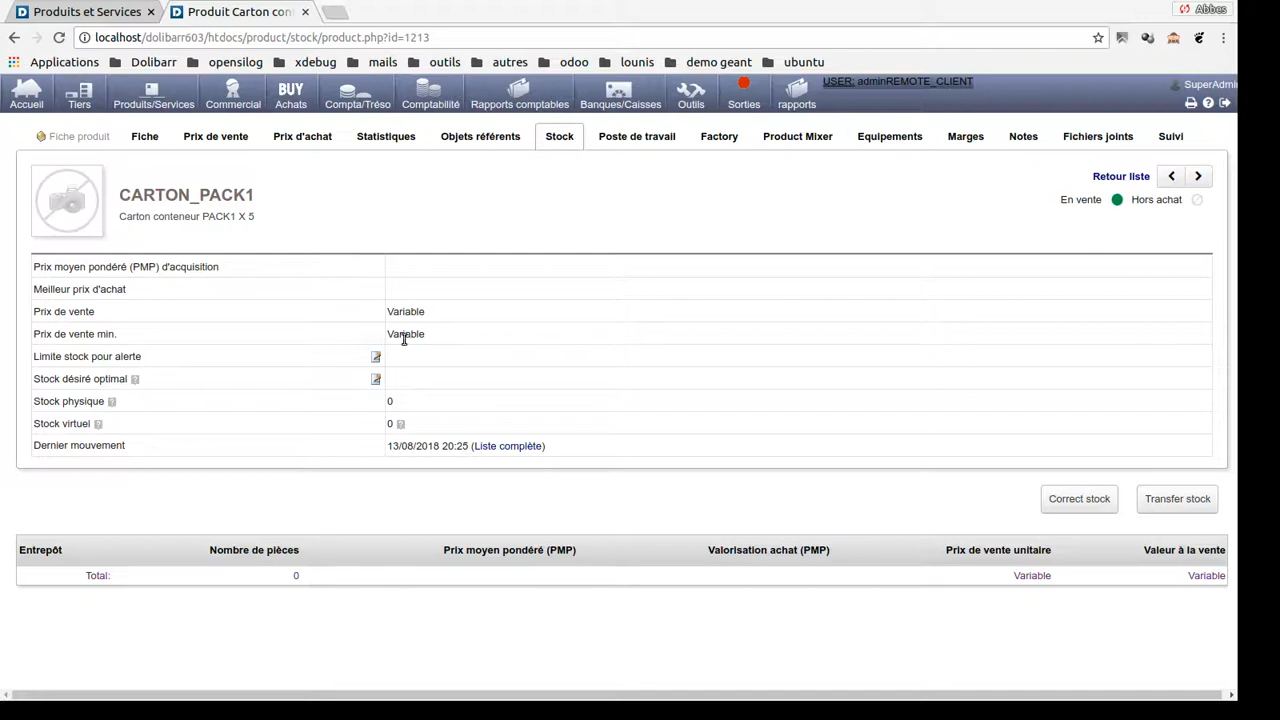 Produits et Services
Produit Carton con
Abbes
localhost/dolibarr603/htdocs/product/stock/product.php?id=1213
Applications Dolibarr opensilog xdebug mails outils autres odoo lounis demo geant ubuntu
Accueil Tiers Produits/Services Commercial BUY Achats Compta/Tréso Comptabilité Rapports comptables Banques/Caisses Outils Sorties rapports
USER: adminREMOTE_CLIENT
SuperAdmin
Fiche produit Fiche Prix de vente Prix d'achat Statistiques Objets référents Stock Poste de travail Factory Product Mixer Equipements Marges Notes Fichiers joints Suivi
Retour liste
CARTON_PACK1
En vente Hors achat
Carton conteneur PACK1 X 5
Prix moyen pondéré (PMP) d'acquisition
Meilleur prix d'achat
Prix de vente Variable
Prix de vente min. Variable
Limite stock pour alerte
Stock désiré optimal
Stock physique 0
Stock virtuel 0
Dernier mouvement 13/08/2018 20:25 (Liste complète)
Correct stock Transfer stock
Entrepôt Nombre de pièces Prix moyen pondéré (PMP) Valorisation achat (PMP) Prix de vente unitaire Valeur à la vente
Total: 0 Variable Variable